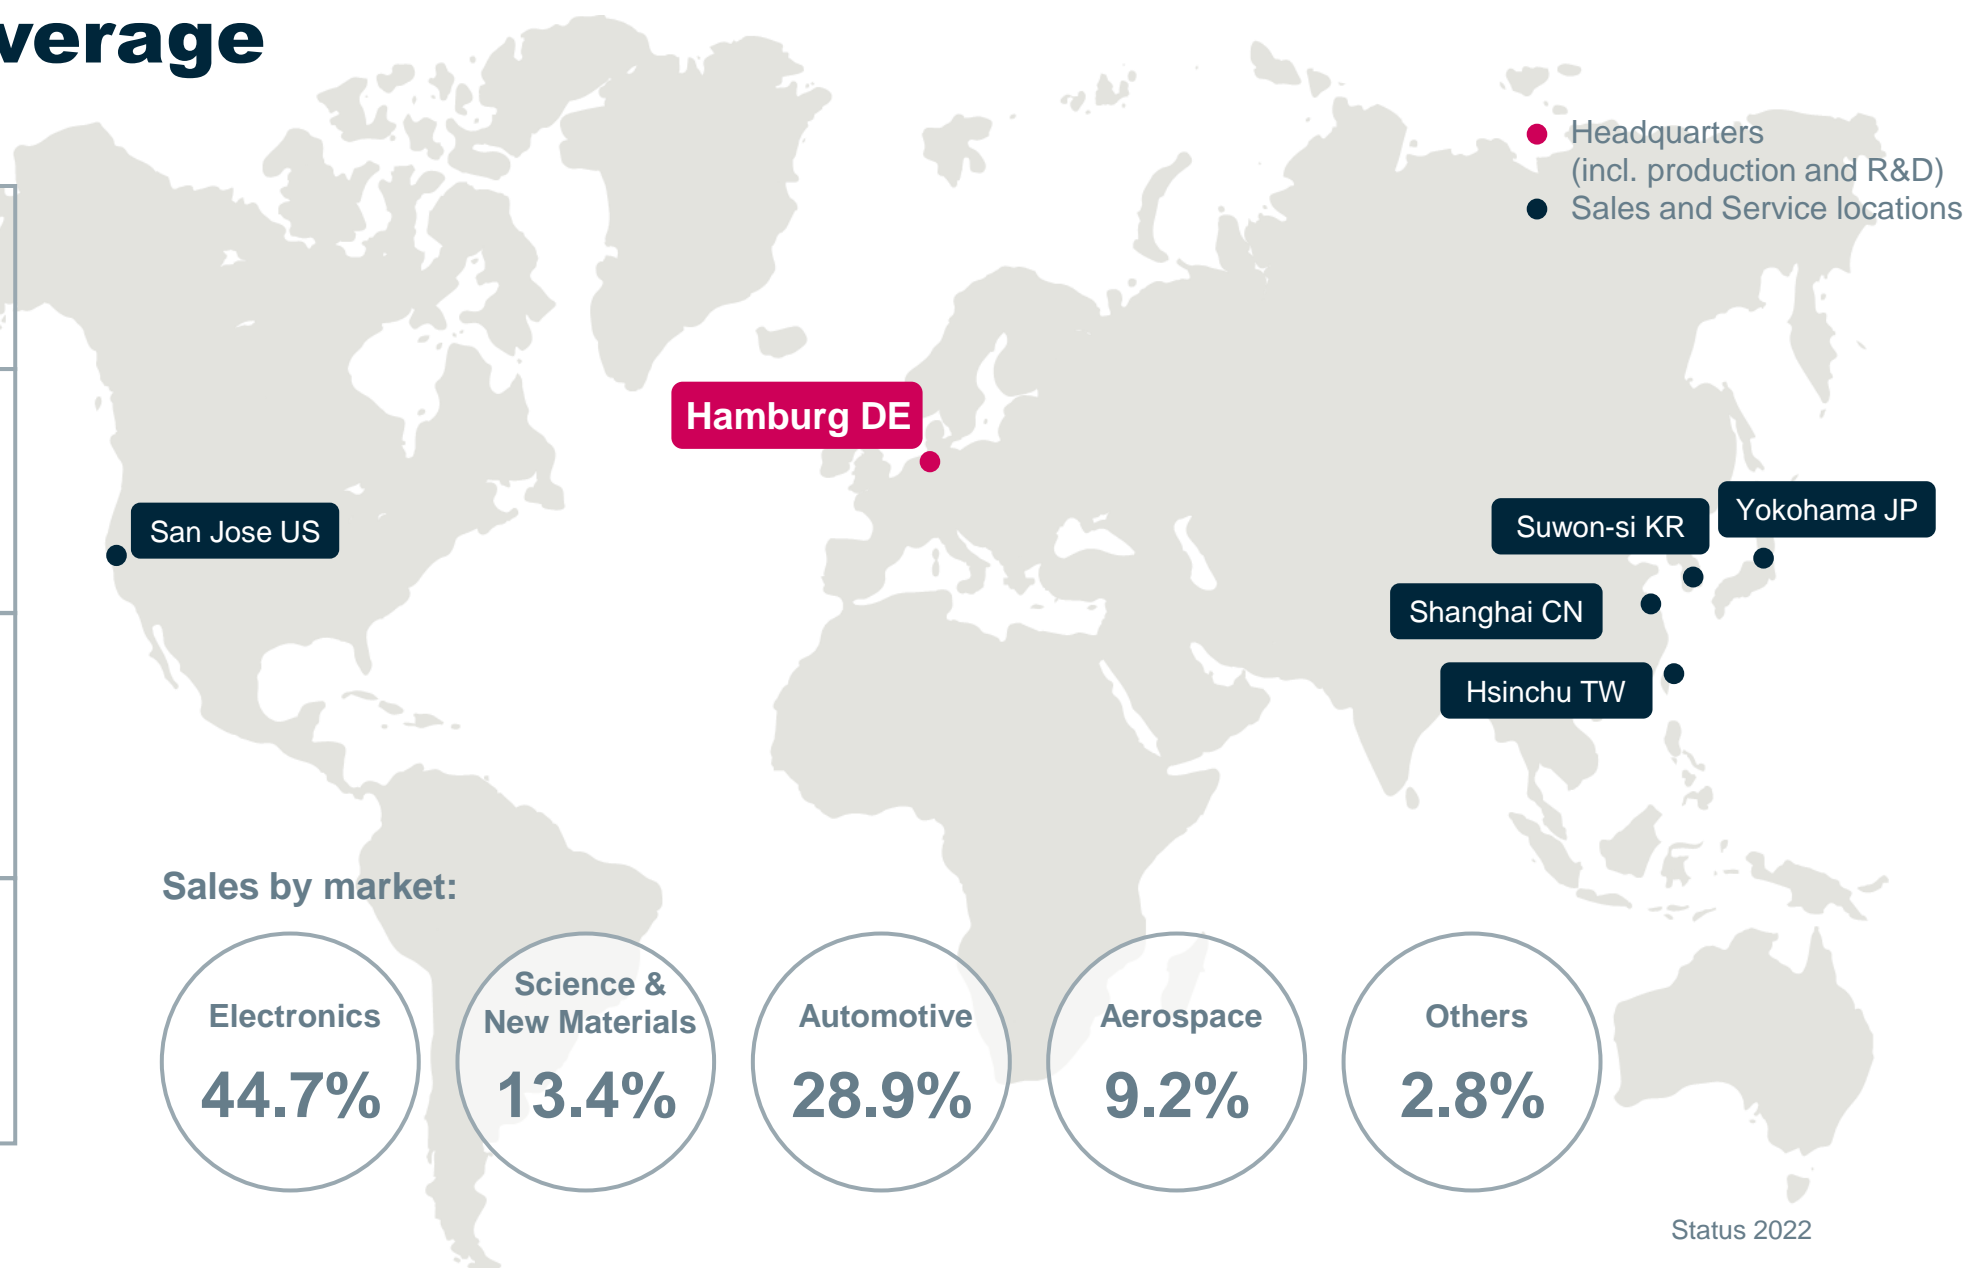 verage
Headquarters
(incl. production and R&D)
Sales and Service locations
Hamburg DE
San Jose US
Suwon-si KR
Yokohama JP
Shanghai CN
Hsinchu TW
Sales by market:
Electronics
44.7%
Science &
New Materials
13.4%
Automotive
28.9%
Aerospace
9.2%
Others
2.8%
Status 2022